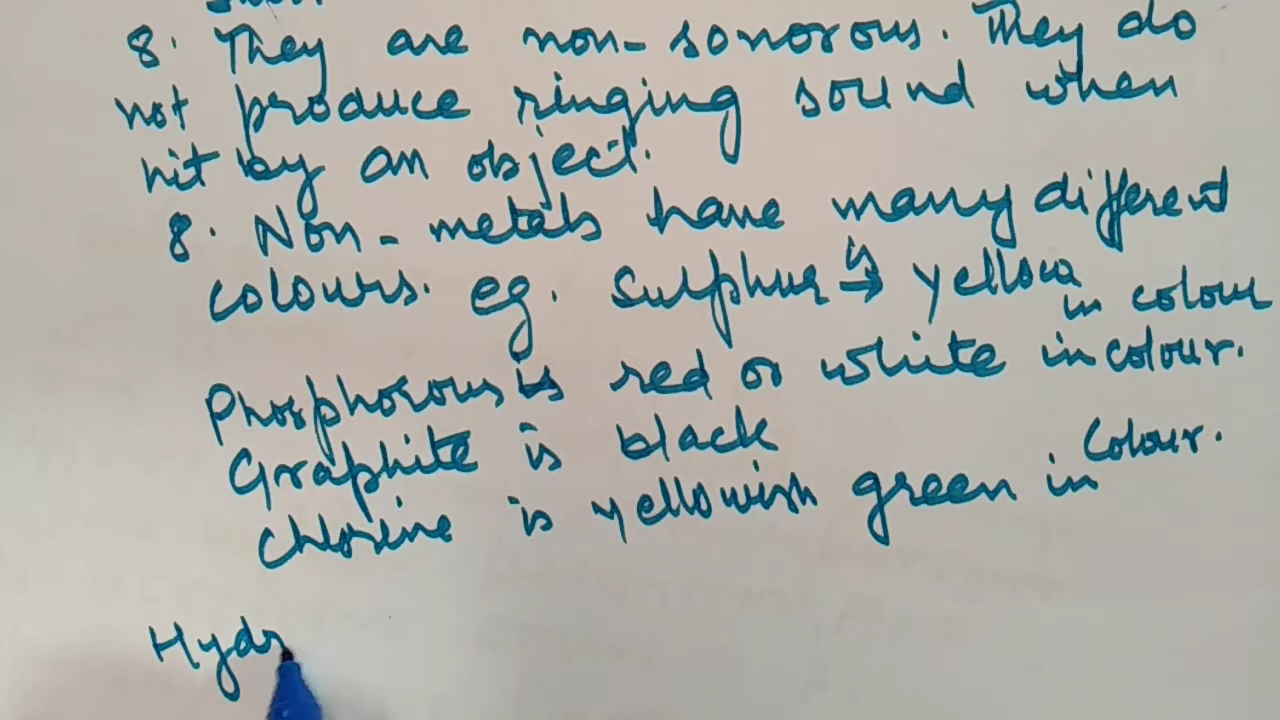 8. They are non-sonorous. They do
not produce ringing sound when
hit by an object.
8. Non-metals have many different
colours. eg. Sulphur is → yellow in colour
Phosphorous is red or white in colour.
Graphite is black
Chlorine is yellowish green in colour.
Hydr